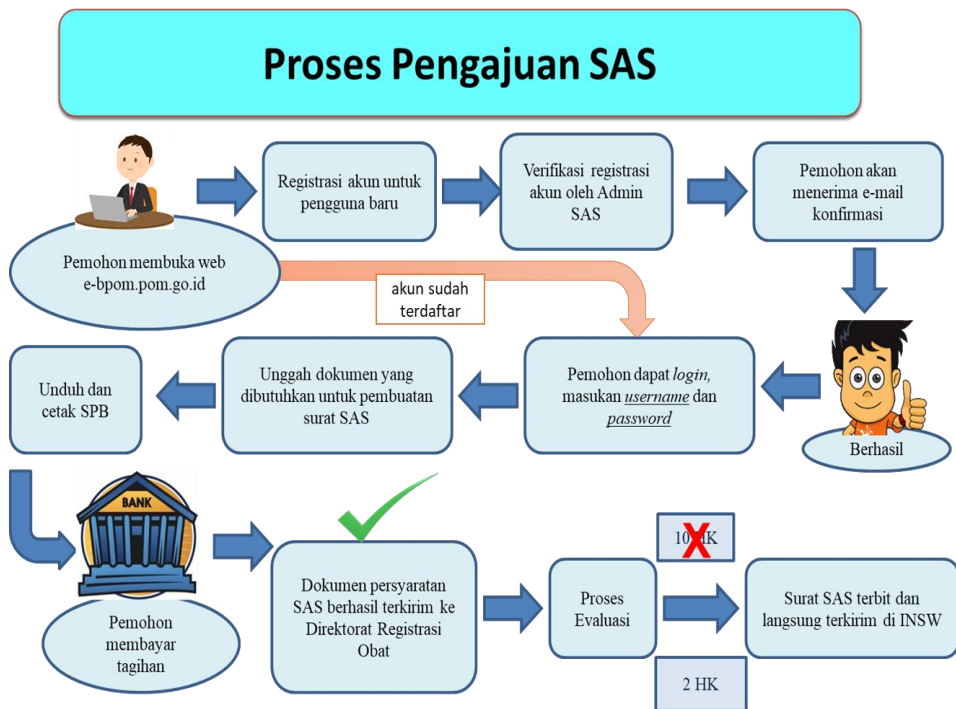 Proses Pengajuan SAS
Registrasi akun untuk
pengguna baru
Verifikasi registrasi
akun oleh Admin
SAS
Pemohon akan
menerima e-mail
konfirmasi
Pemohon membuka web
e-bpom.pom.go.id
akun sudah
terdaftar
Unduh dan
cetak SPB
Unggah dokumen yang
dibutuhkan untuk pembuatan
surat SAS
Pemohon dapat login,
masukan username dan
password
Berhasil
BANK
Pemohon
membayar
tagihan
Dokumen persyaratan
SAS berhasil terkirim ke
Direktorat Registrasi
Obat
Proses
Evaluasi
10 HK
2 HK
Surat SAS terbit dan
langsung terkirim di INSW